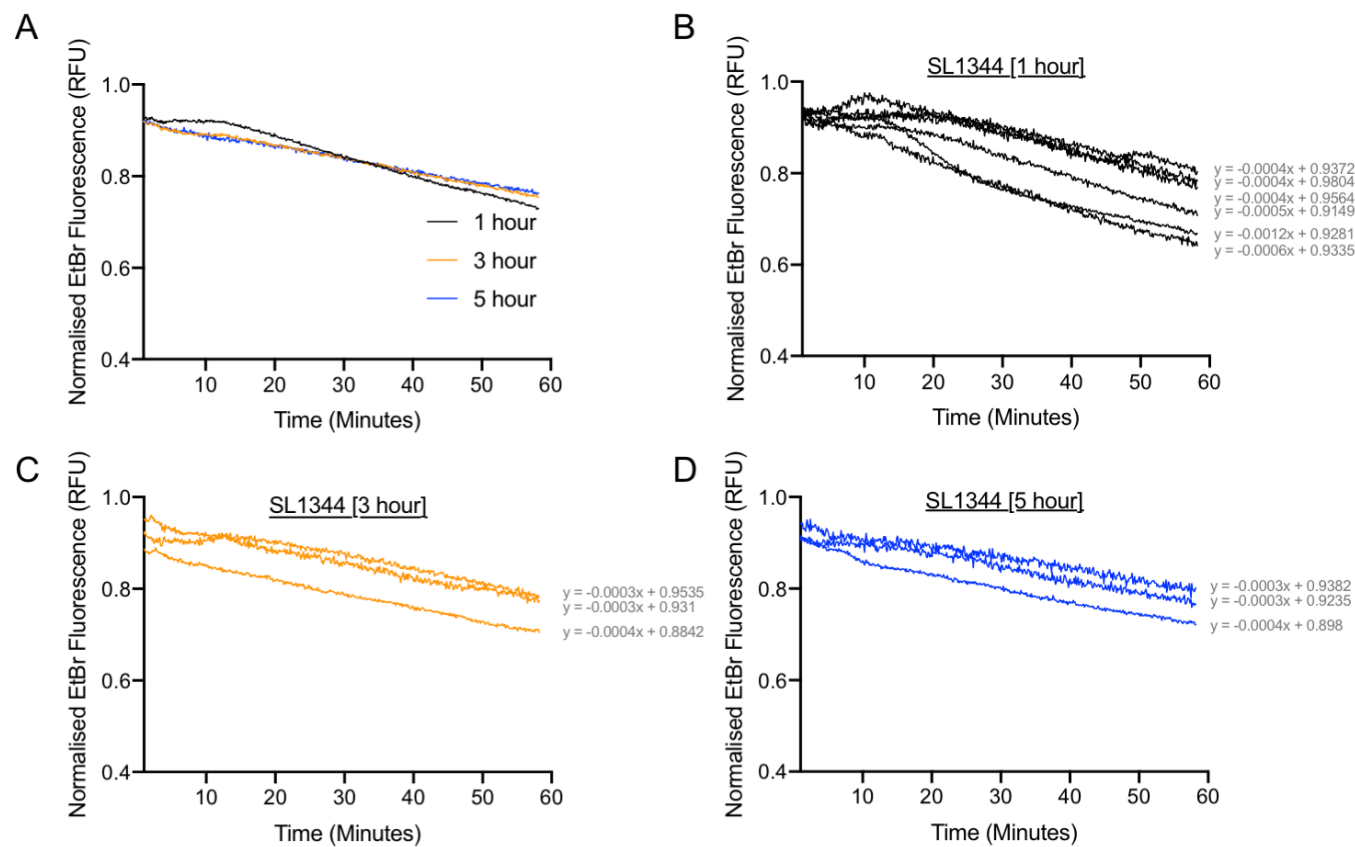 A
Normalised EtBr Fluorescence (RFU)
1.0
0.8
0.6
0.4
1 hour
3 hour
5 hour
10 20 30 40 50 60
Time (Minutes)
B
SL1344 [1 hour]
Normalised EtBr Fluorescence (RFU)
1.0
0.8
0.6
0.4
y = -0.0004x + 0.9372
y = -0.0004x + 0.9804
y = -0.0004x + 0.9564
y = -0.0005x + 0.9149
y = -0.0012x + 0.9281
y = -0.0006x + 0.9335
10 20 30 40 50 60
Time (Minutes)
C
SL1344 [3 hour]
Normalised EtBr Fluorescence (RFU)
1.0
0.8
0.6
0.4
y = -0.0003x + 0.9535
y = -0.0003x + 0.931
y = -0.0004x + 0.8842
10 20 30 40 50 60
Time (Minutes)
D
SL1344 [5 hour]
Normalised EtBr Fluorescence (RFU)
1.0
0.8
0.6
0.4
y = -0.0003x + 0.9382
y = -0.0003x + 0.9235
y = -0.0004x + 0.898
10 20 30 40 50 60
Time (Minutes)